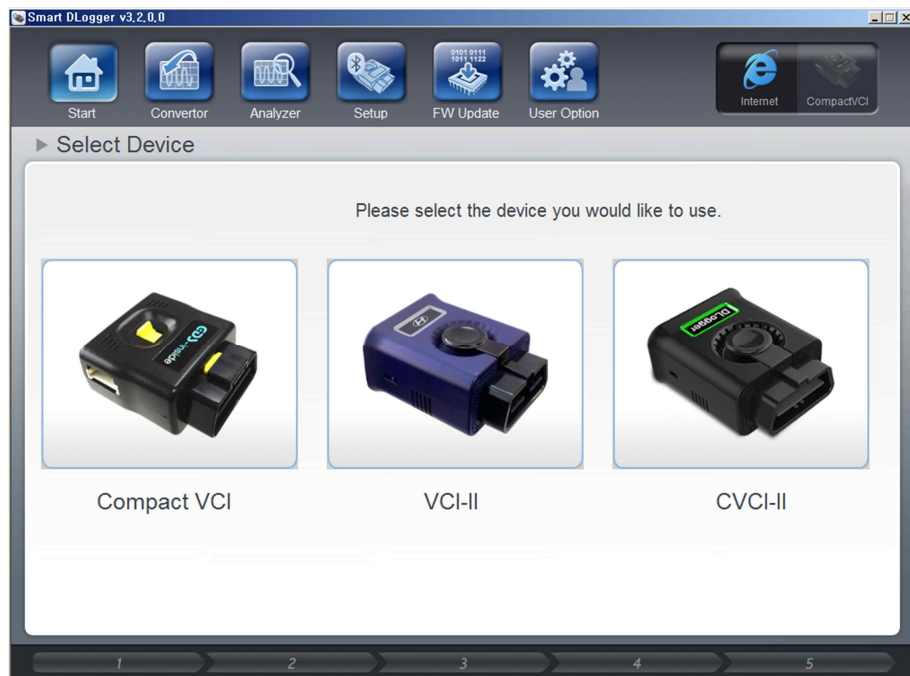 Smart DLogger v3.2.0.0
Start
Convertor
Analyzer
0101 0111
1011 1122
Setup
FW Update
User Option
Internet
CompactVCI
Select Device
Please select the device you would like to use.
GDS inside
DLogger
Compact VCI
VCI-II
CVCI-II
1
2
3
4
5